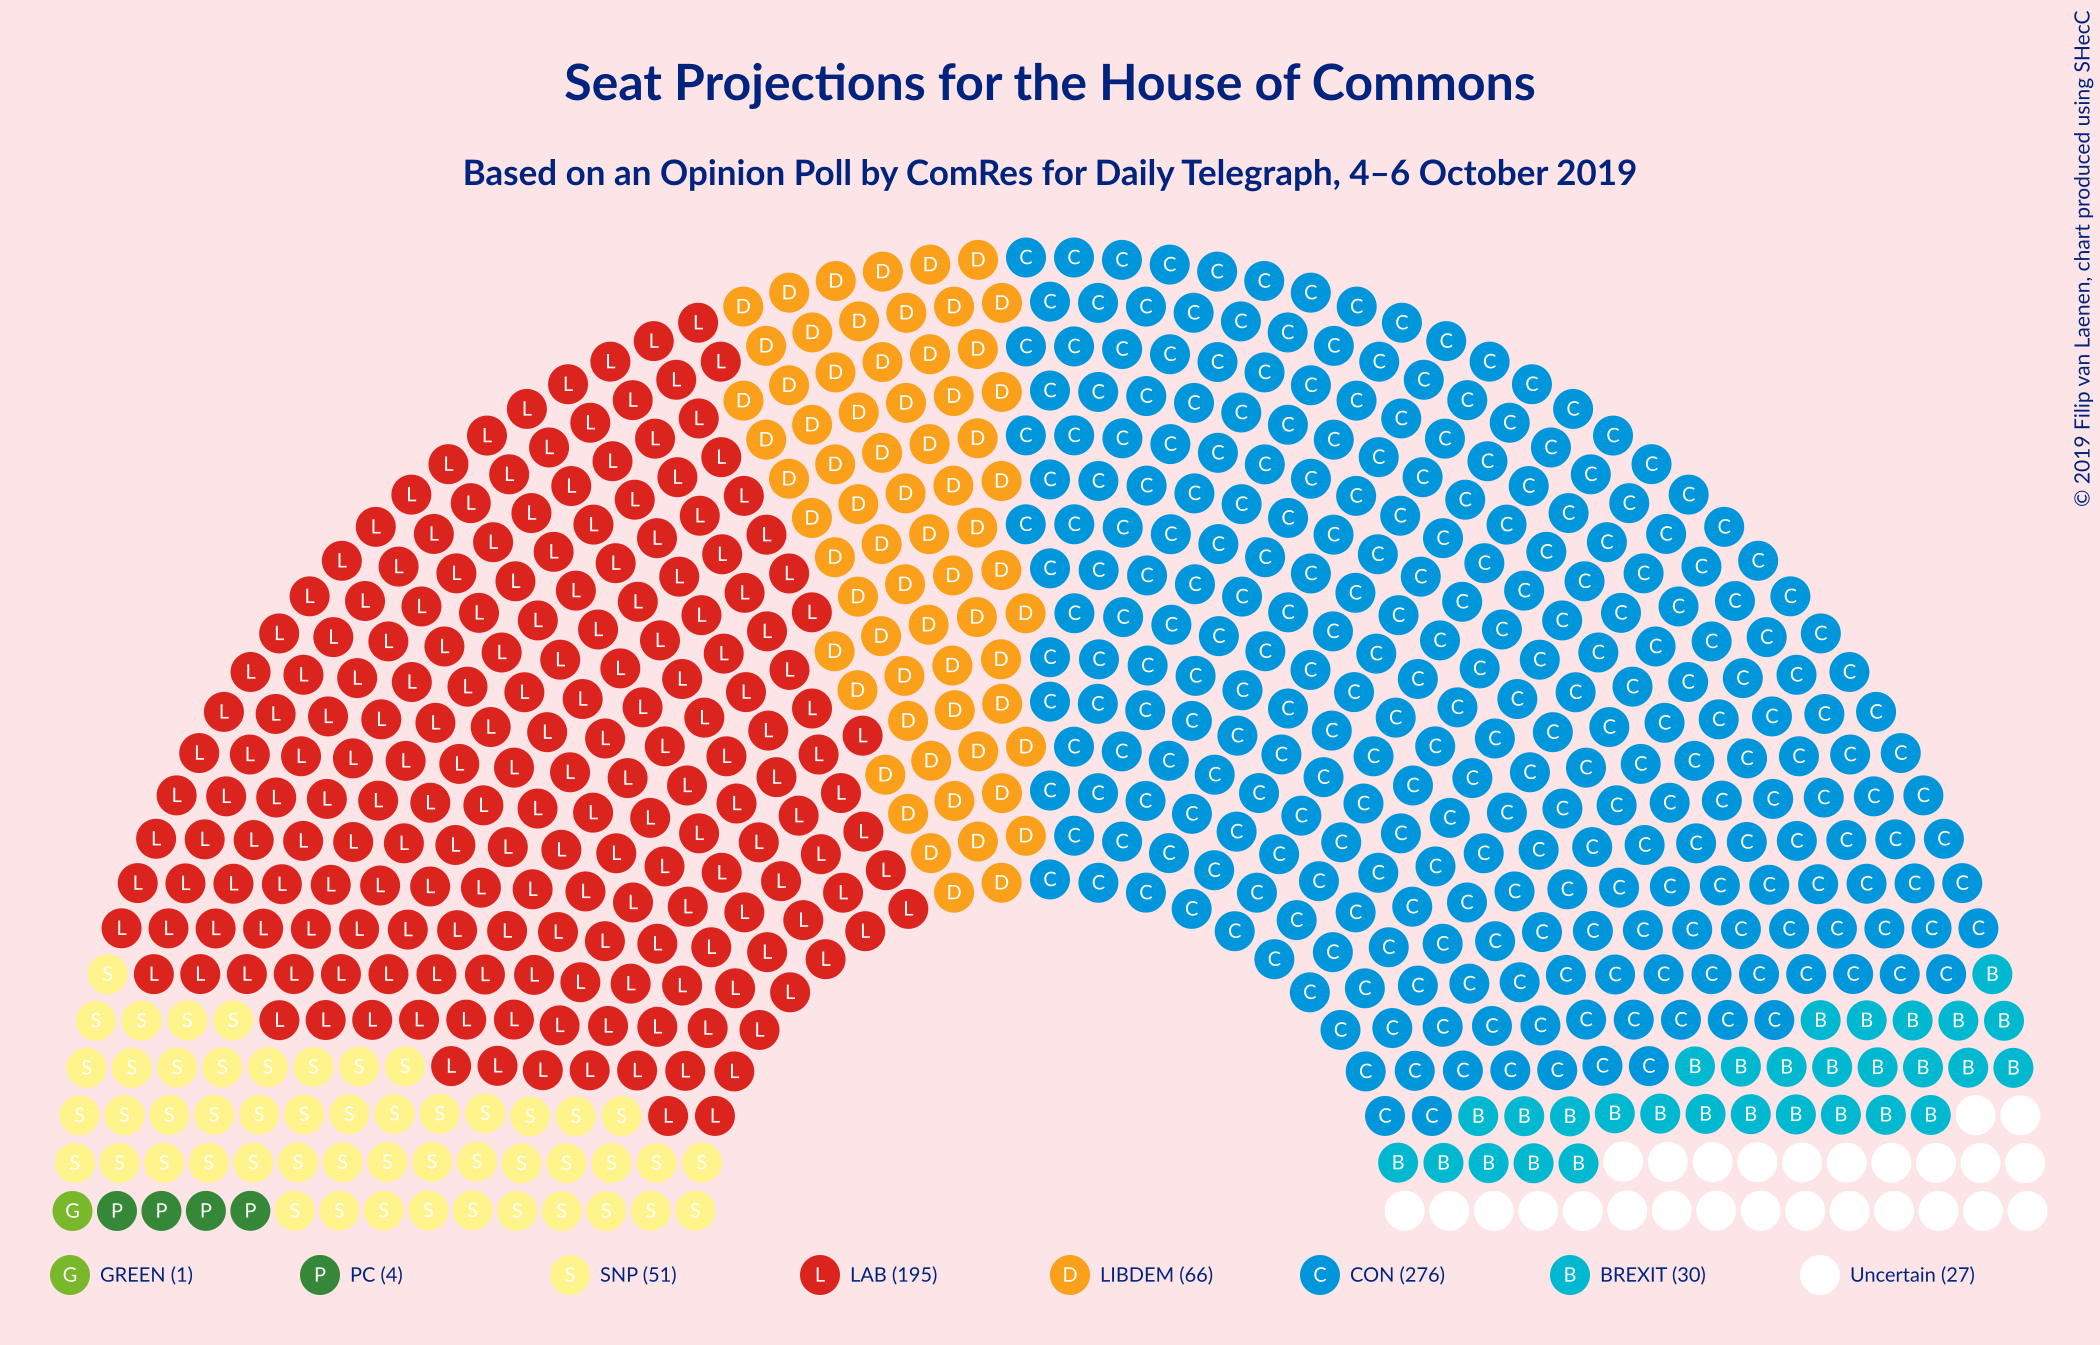 Seat Projections for the House of Commons
Based on an Opinion Poll by ComRes for Daily Telegraph, 4–6 October 2019
© 2019 Filip van Laenen, chart produced using SHecC
G GREEN (1) P PC (4) S SNP (51) L LAB (195) D LIBDEM (66) C CON (276) B BREXIT (30) Uncertain (27)